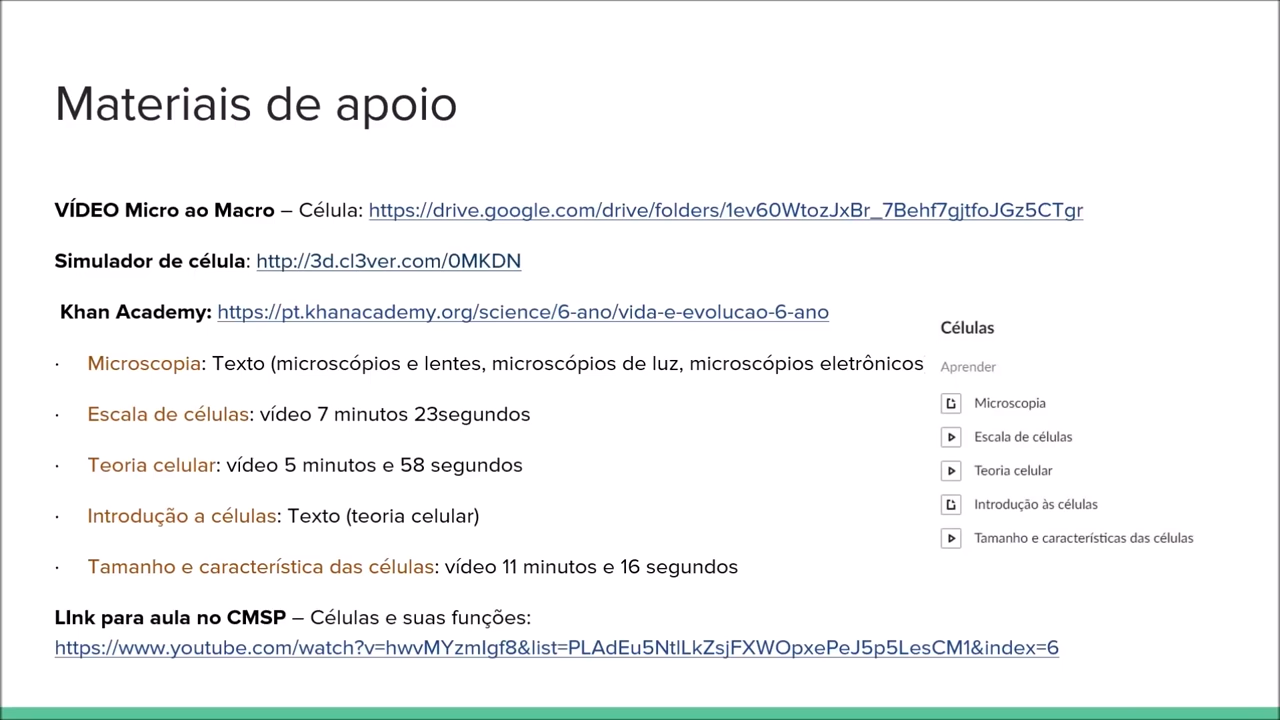 Materiais de apoio
VÍDEO Micro ao Macro – Célula: https://drive.google.com/drive/folders/1ev60WtozJxBr_7Behf7gjtfoJGz5CTgr
Simulador de célula: http://3d.cl3ver.com/0MKDN
Khan Academy: https://pt.khanacademy.org/science/6-ano/vida-e-evolucao-6-ano
· Microscopia: Texto (microscópios e lentes, microscópios de luz, microscópios eletrônicos
· Escala de células: vídeo 7 minutos 23segundos
· Teoria celular: vídeo 5 minutos e 58 segundos
· Introdução a células: Texto (teoria celular)
· Tamanho e característica das células: vídeo 11 minutos e 16 segundos
LInk para aula no CMSP – Células e suas funções:
https://www.youtube.com/watch?v=hwvMYzmIgf8&list=PLAdEu5NtlLkZsjFXWOpxePeJ5p5LesCM1&index=6
Células
Aprender
Microscopia
Escala de células
Teoria celular
Introdução às células
Tamanho e características das células